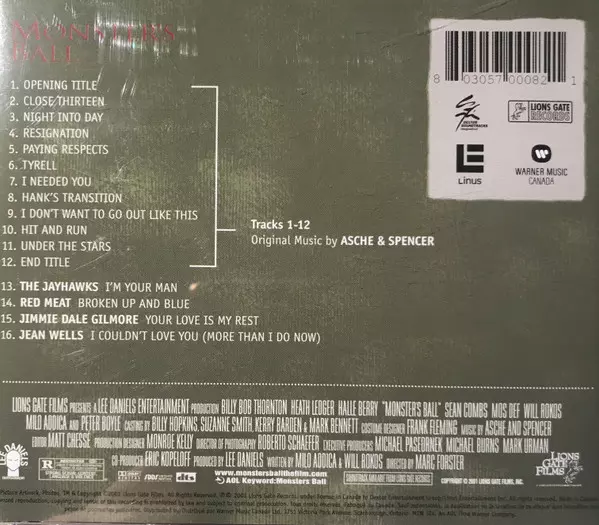 MONSTER'S
BALL
1. OPENING TITLE
2. CLOSE/THIRTEEN
3. NIGHT INTO DAY
4. RESIGNATION
5. PAYING RESPECTS
6. TYRELL
7. I NEEDED YOU
8. HANK'S TRANSITION
9. I DON'T WANT TO GO OUT LIKE THIS
10. HIT AND RUN
11. UNDER THE STARS
12. END TITLE
Tracks 1-12
Original Music by ASCHE & SPENCER
13. THE JAYHAWKS I'M YOUR MAN
14. RED MEAT BROKEN UP AND BLUE
15. JIMMIE DALE GILMORE YOUR LOVE IS MY REST
16. JEAN WELLS I COULDN'T LOVE YOU (MORE THAN I DO NOW)
8 03057 00082 1
LIONS GATE
RECORDS
Linus
WARNER MUSIC
CANADA
LIONS GATE FILMS PRESENTS A LEE DANIELS ENTERTAINMENT PRODUCTION BILLY BOB THORNTON HEATH LEDGER HALLE BERRY "MONSTER'S BALL" SEAN COMBS MOS DEF WILL ROKOS
MILO ADDICA AND PETER BOYLE CASTING BY BILLY HOPKINS, SUZANNE SMITH KERRY BARDEN & MARK BENNETT COSTUME DESIGNER FRANK FLEMING MUSIC BY ASCHE AND SPENCER
EDITOR MATT CHESSE PRODUCTION DESIGNER MONROE KELLY DIRECTOR OF PHOTOGRAPHY ROBERTO SCHAEFER EXECUTIVE PRODUCERS MICHAEL PASEORNEK MICHAEL BURNS MARK URMAN
CO-PRODUCER ERIC KOPELOFF PRODUCED BY LEE DANIELS WRITTEN BY MILO ADDICA & WILL ROKOS DIRECTED BY MARC FORSTER
DANIELS
R
www.monstersballthefilm.com
AOL Keyword: Monsters Ball
LIONS
GATE
FILMS
COPYRIGHT © 2001 LIONS GATE FILMS